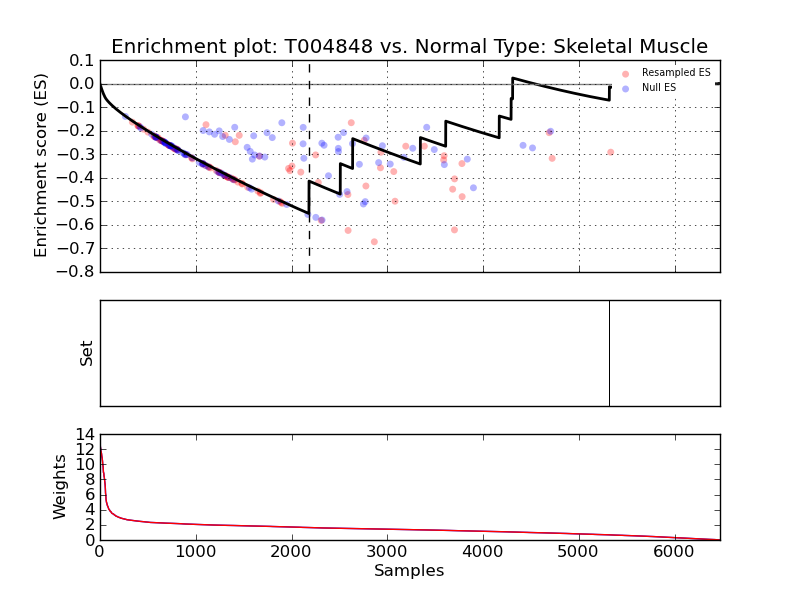 Enrichment plot: T004848 vs. Normal Type: Skeletal Muscle
0.1
0.0
−0.1
−0.2
−0.3
−0.4
−0.5
−0.6
−0.7
−0.8
Enrichment score (ES)
Resampled ES
Null ES
Set
14
12
10
8
6
4
2
0
Weights
0 1000 2000 3000 4000 5000 6000
Samples